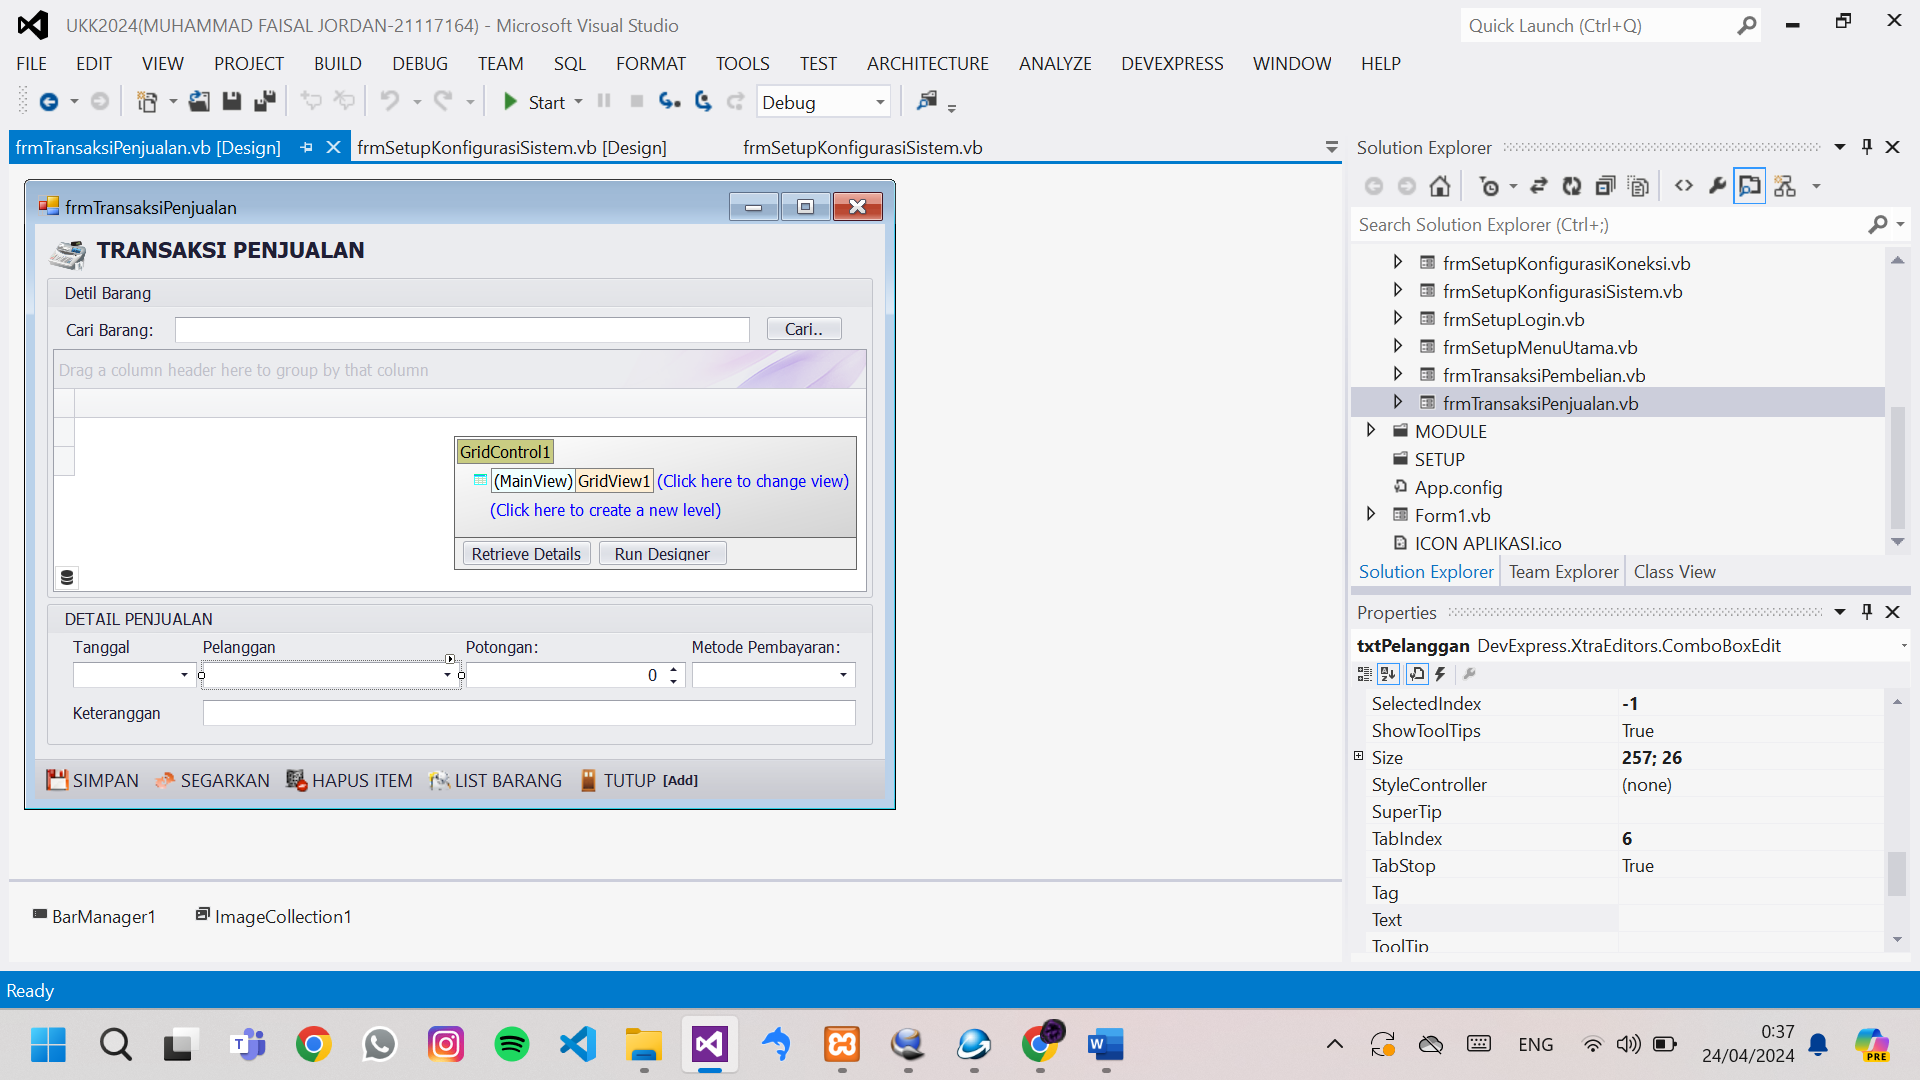 UKK2024(MUHAMMAD FAISAL JORDAN-21117164) - Microsoft Visual Studio
Quick Launch (Ctrl+Q)
FILE EDIT VIEW PROJECT BUILD DEBUG TEAM SQL FORMAT TOOLS TEST ARCHITECTURE ANALYZE DEVEXPRESS WINDOW HELP
Start Debug
frmTransaksiPenjualan.vb [Design] frmSetupKonfigurasiSistem.vb [Design] frmSetupKonfigurasiSistem.vb
frmTransaksiPenjualan
TRANSAKSI PENJUALAN
Detil Barang
Cari Barang: Cari..
Drag a column header here to group by that column
GridControl1
(MainView) GridView1 (Click here to change view)
(Click here to create a new level)
Retrieve Details Run Designer
DETAIL PENJUALAN
Tanggal Pelanggan Potongan: Metode Pembayaran:
0
Keteranggan
SIMPAN SEGARKAN HAPUS ITEM LIST BARANG TUTUP [Add]
BarManager1 ImageCollection1
Solution Explorer
Search Solution Explorer (Ctrl+;)
frmSetupKonfigurasiKoneksi.vb
frmSetupKonfigurasiSistem.vb
frmSetupLogin.vb
frmSetupMenuUtama.vb
frmTransaksiPembelian.vb
frmTransaksiPenjualan.vb
MODULE
SETUP
App.config
Form1.vb
ICON APLIKASI.ico
Solution Explorer Team Explorer Class View
Properties
txtPelanggan DevExpress.XtraEditors.ComboBoxEdit
SelectedIndex -1
ShowToolTips True
Size 257; 26
StyleController (none)
SuperTip
TabIndex 6
TabStop True
Tag
Text
ToolTip
Ready
ENG
0:37
24/04/2024
PRE